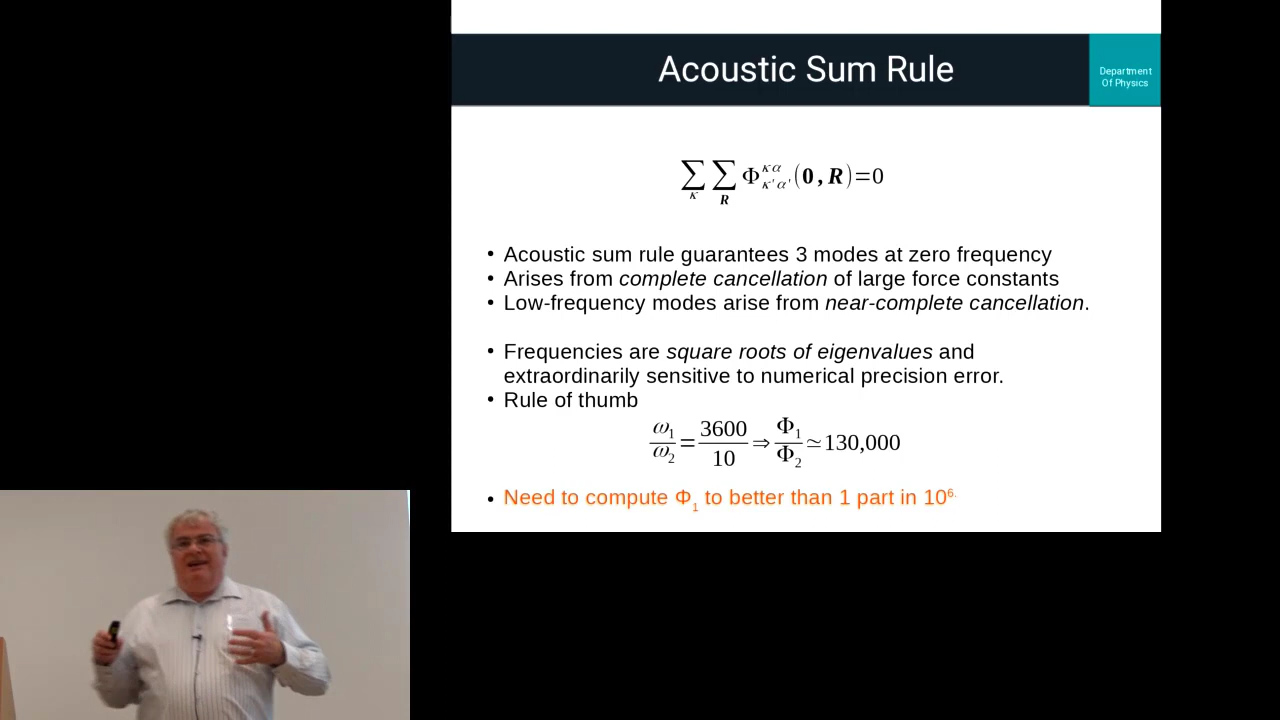 Acoustic Sum Rule
Department
Of Physics
∑κ ∑R Φ^{κα}_{κ'α'}(0,R)=0
• Acoustic sum rule guarantees 3 modes at zero frequency
• Arises from complete cancellation of large force constants
• Low-frequency modes arise from near-complete cancellation.
• Frequencies are square roots of eigenvalues and
extraordinarily sensitive to numerical precision error.
• Rule of thumb
ω₁/ω₂=3600/10⇒Φ₁/Φ₂≃130,000
• Need to compute Φ₁ to better than 1 part in 10⁶.